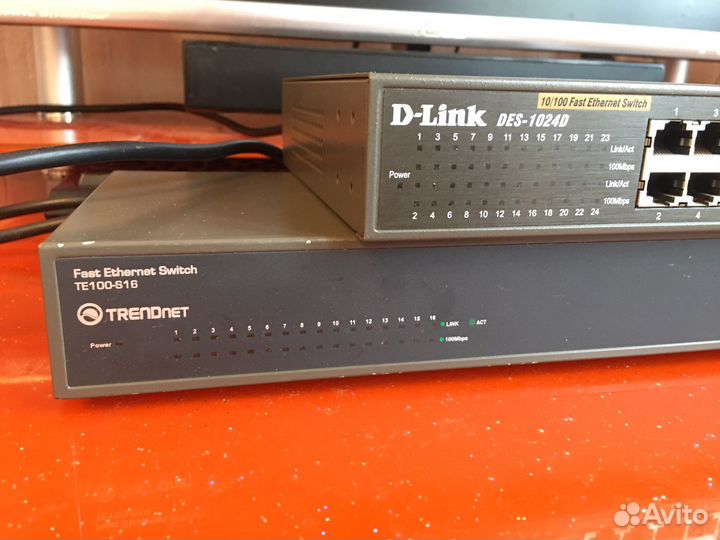 10/100 Fast Ethernet Switch
D-Link DES-1024D
1 3 5 7 9 11 13 15 17 19 21 23
Link/Act
100Mbps
Power
Link/Act
100Mbps
2 4 6 8 10 12 14 16 18 20 22 24
1 3
2 4
Fast Ethernet Switch
TE100-S16
TRENDNET
1 2 3 4 5 6 7 8 9 10 11 12 13 14 15 16
LINK ACT
Power
100Mbps
Avito